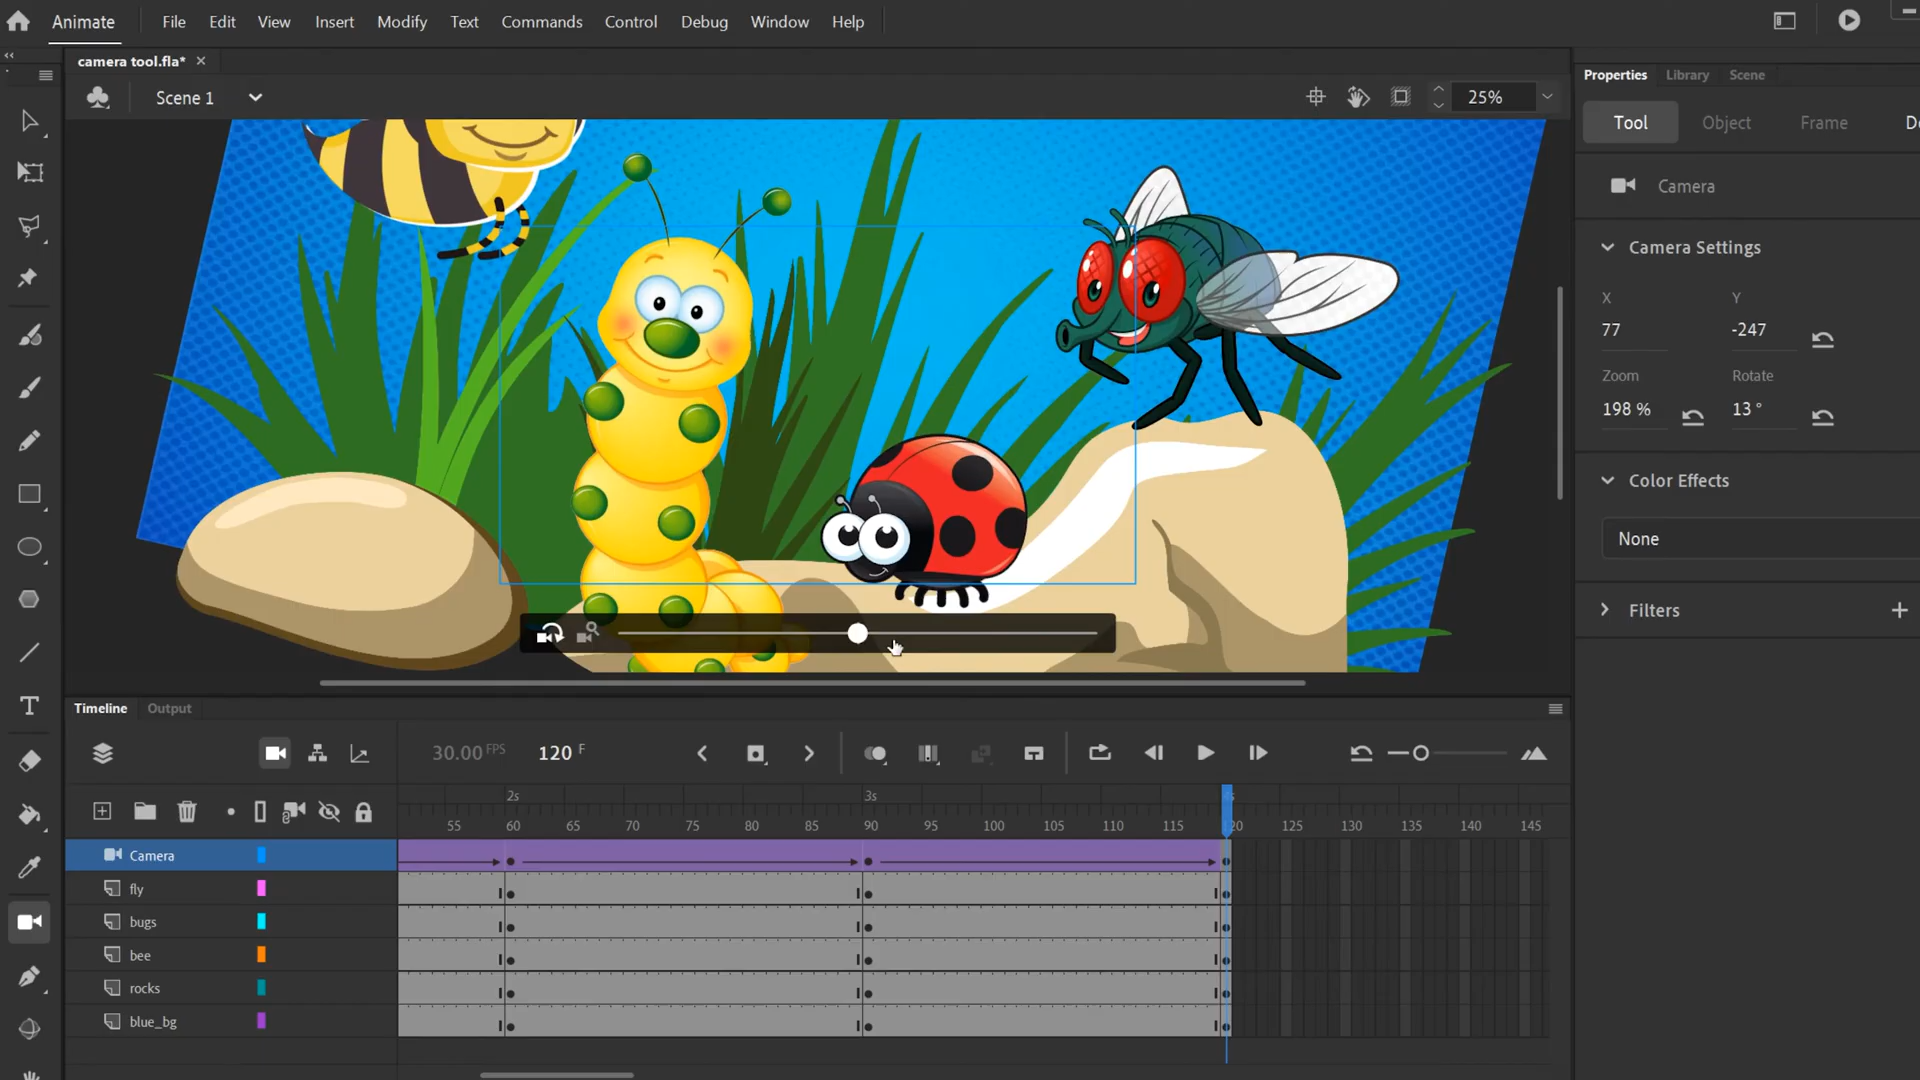 Animate File Edit View Insert Modify Text Commands Control Debug Window Help
camera tool.fla*
Scene 1 25%
Properties Library Scene
Tool Object Frame
Camera
Camera Settings
X Y
77 -247
Zoom Rotate
198 % 13 °
Color Effects
None
Filters
Timeline Output
30.00 FPS 120 F
2s 3s
55 60 65 70 75 80 85 90 95 100 105 110 115 120 125 130 135 140 145
Camera
fly
bugs
bee
rocks
blue_bg